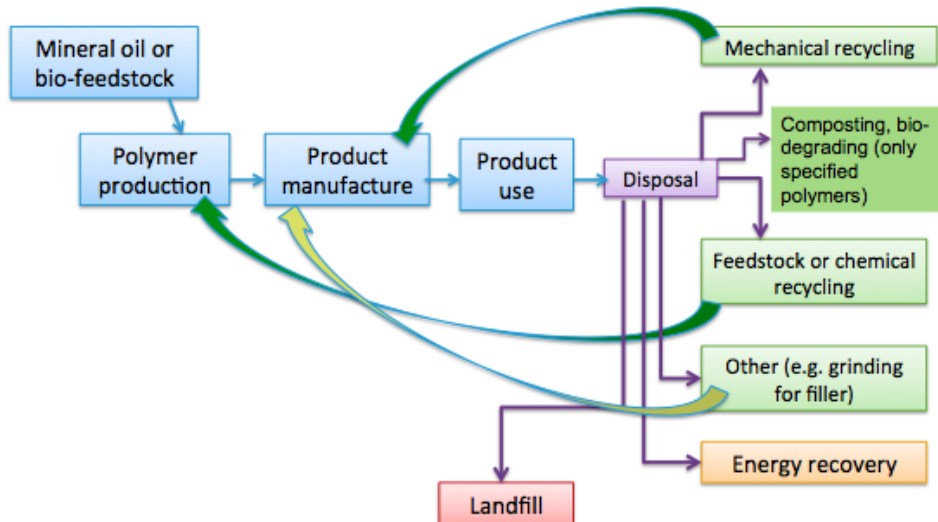 Mineral oil or
bio-feedstock
Mechanical recycling
Composting, bio-
degrading (only
specified
polymers)
Polymer
production
Product
manufacture
Product
use
Disposal
Feedstock or chemical
recycling
Other (e.g. grinding
for filler)
Energy recovery
Landfill